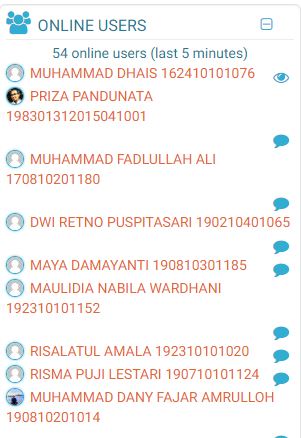 ONLINE USERS
54 online users (last 5 minutes)
MUHAMMAD DHAIS 162410101076
PRIZA PANDUNATA
198301312015041001
MUHAMMAD FADLULLAH ALI
170810201180
DWI RETNO PUSPITASARI 190210401065
MAYA DAMAYANTI 190810301185
MAULIDIA NABILA WARDHANI
192310101152
RISALATUL AMALA 192310101020
RISMA PUJI LESTARI 190710101124
MUHAMMAD DANY FAJAR AMRULLOH
190810201014